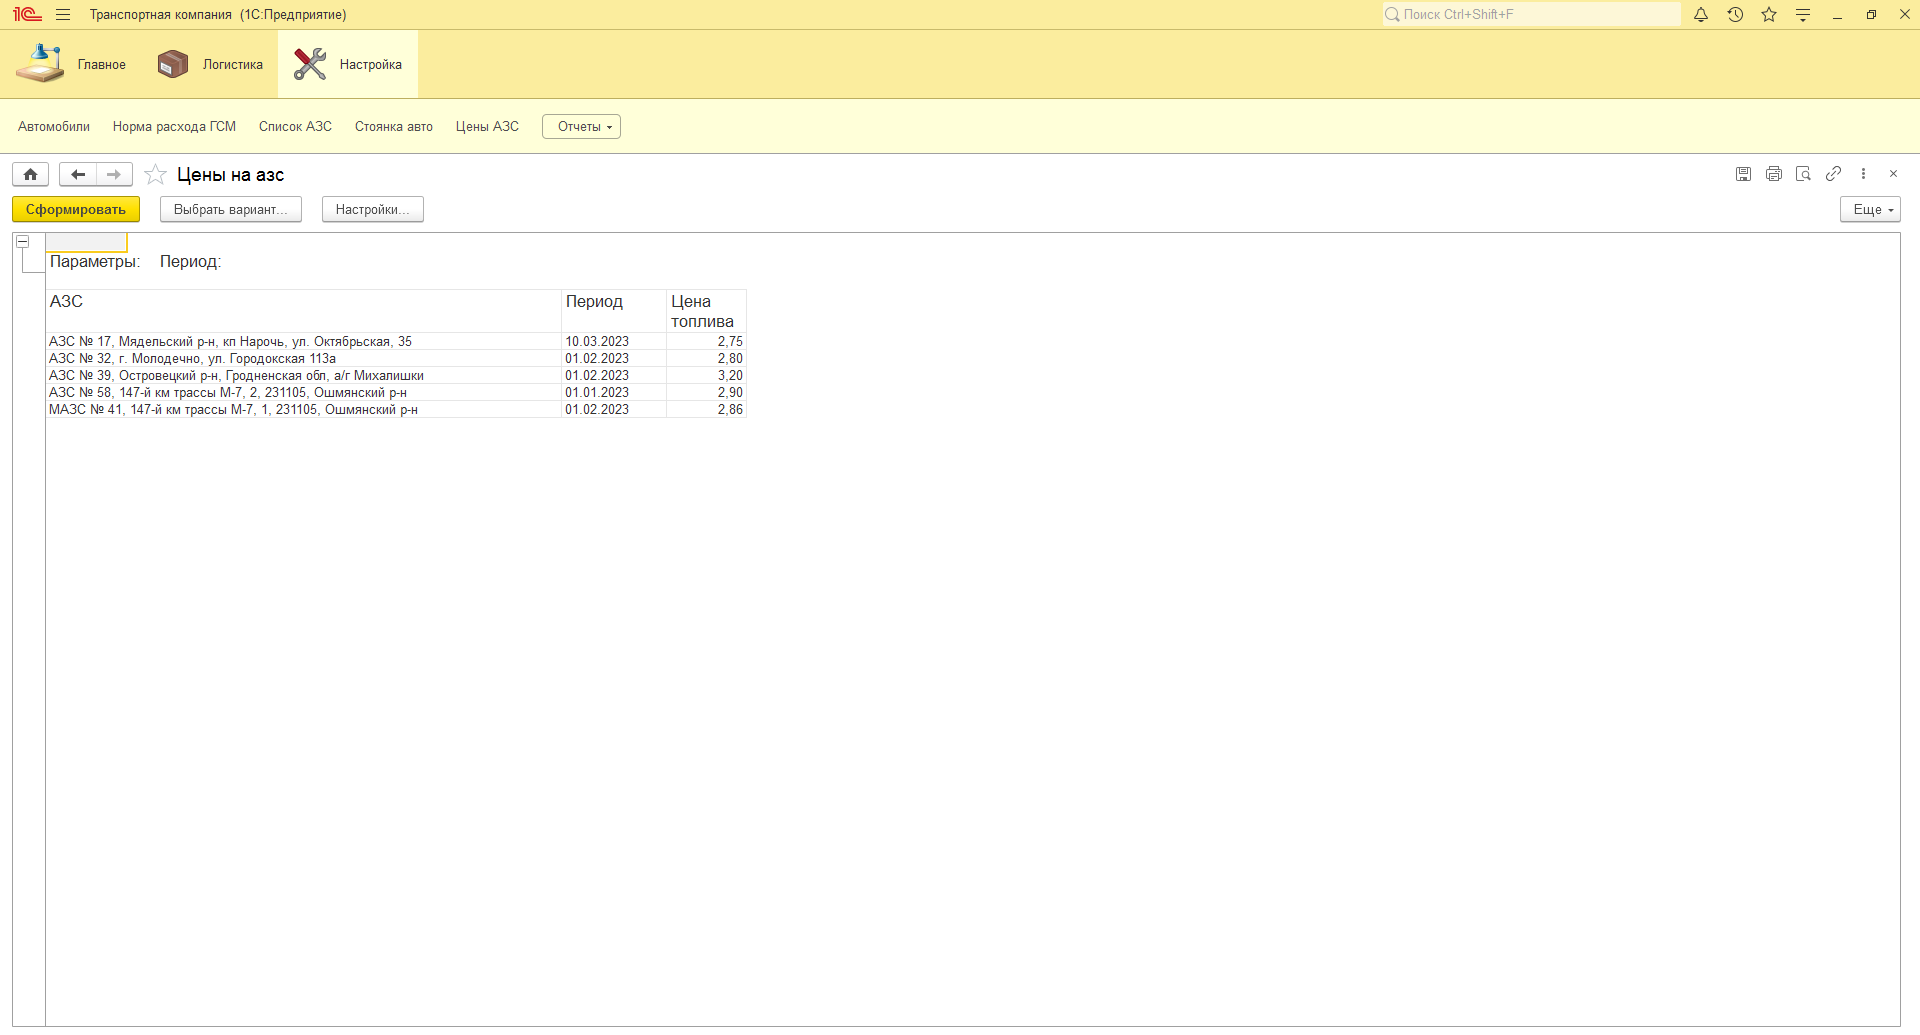 1С Транспортная компания (1С:Предприятие) Поиск Ctrl+Shift+F
Главное Логистика Настройка
Автомобили Норма расхода ГСМ Список АЗС Стоянка авто Цены АЗС Отчеты
Цены на азс
Сформировать Выбрать вариант... Настройки... Еще
Параметры: Период:
АЗС Период Цена
топлива
АЗС № 17, Мядельский р-н, кп Нарочь, ул. Октябрьская, 35 10.03.2023 2,75
АЗС № 32, г. Молодечно, ул. Городокская 113а 01.02.2023 2,80
АЗС № 39, Островецкий р-н, Гродненская обл, а/г Михалишки 01.02.2023 3,20
АЗС № 58, 147-й км трассы М-7, 2, 231105, Ошмянский р-н 01.01.2023 2,90
МАЗС № 41, 147-й км трассы М-7, 1, 231105, Ошмянский р-н 01.02.2023 2,86